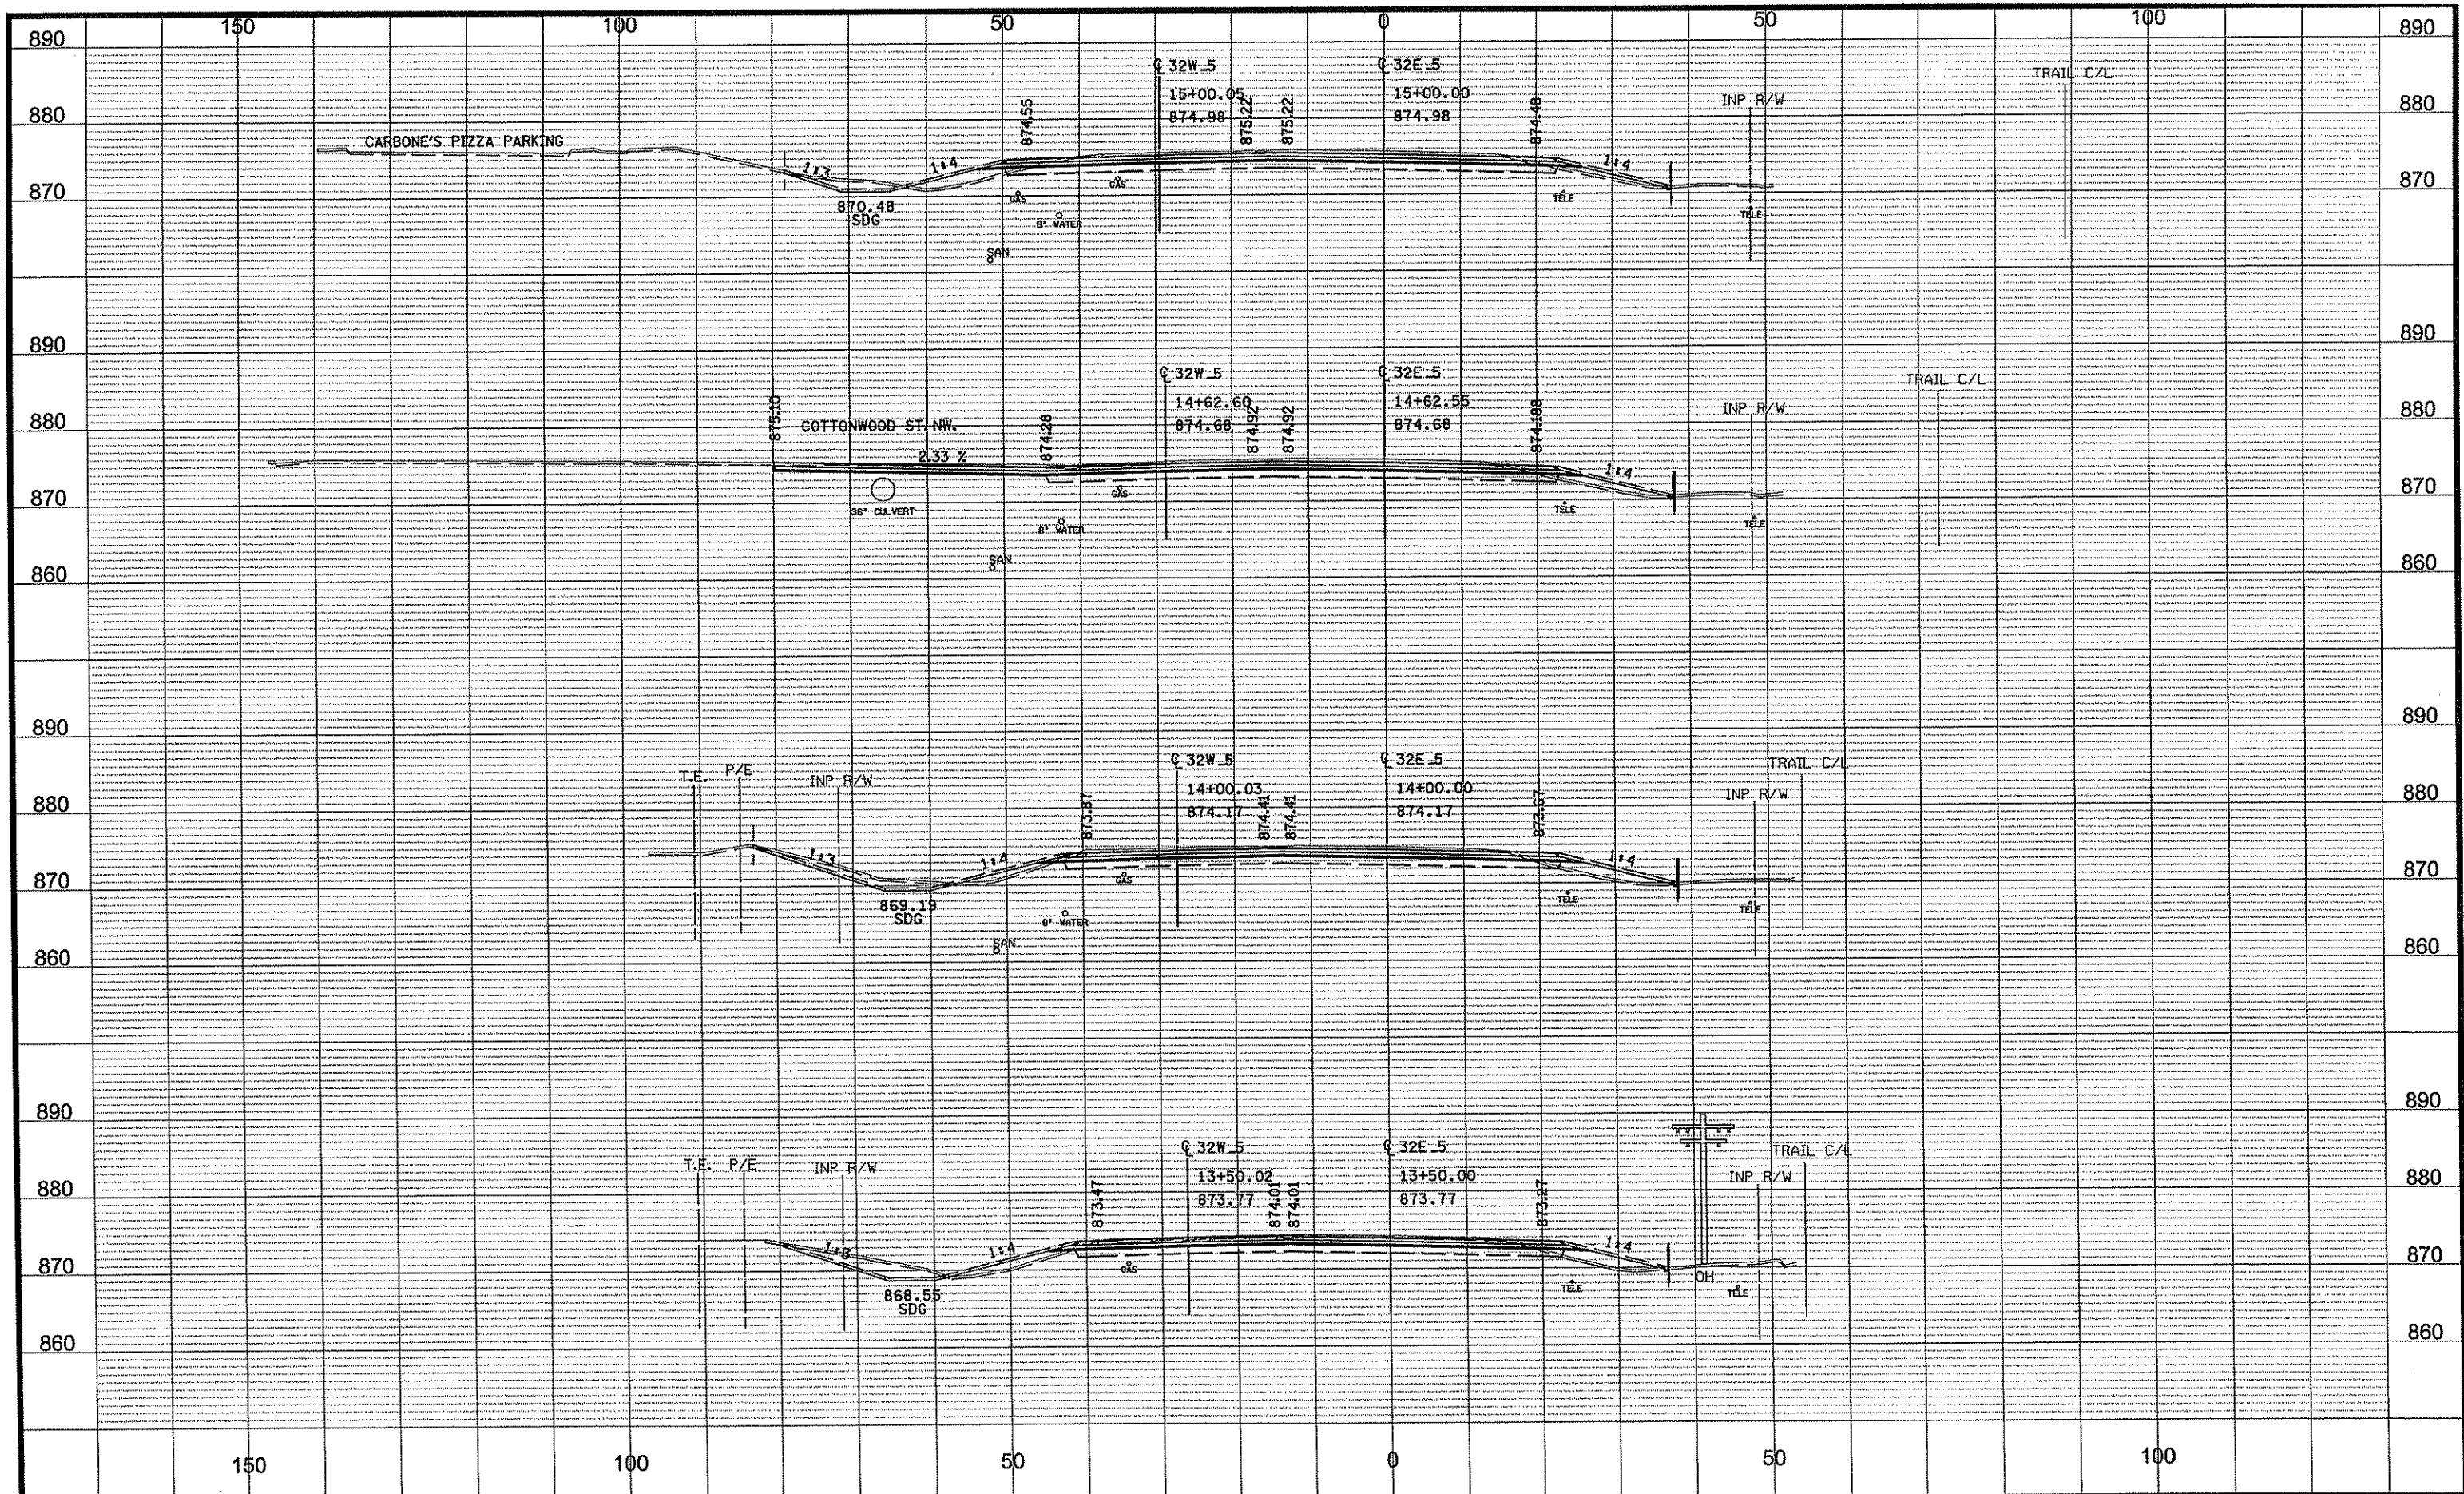 150 100 50 0 50 100
890 890
℄ 32W_5 ℄ 32E_5
15+00.05 15+00.00
874.98 874.98
874.55 875.22 875.22 874.48
INP R/W
TRAIL C/L
880 880
CARBONE'S PIZZA PARKING
1:3 1:4 1:4
870 870
870.48
SDG
GAS GAS TELE TELE
8" WATER
SAN
890 890
℄ 32W_5 ℄ 32E_5
14+62.60 14+62.55
874.68 874.68
875.10 874.28 874.92 874.92 874.188
INP R/W
TRAIL C/L
880 880
COTTONWOOD ST. NW.
2.33 %
1:4
870 870
36" CULVERT
GAS TELE TELE
8" WATER
SAN
860 860
890 890
T.E. P/E INP R/W
℄ 32W_5 ℄ 32E_5
14+00.03 14+00.00
874.17 874.17
873.87 874.41 874.41 873.67
INP R/W
TRAIL C/L
880 880
1:3 1:4 1:4
870 870
869.19
SDG
GAS TELE TELE
8" WATER
SAN
860 860
890 890
T.E. P/E INP R/W
℄ 32W_5 ℄ 32E_5
13+50.02 13+50.00
873.77 873.77
873.47 874.01 874.01 873.27
TRAIL C/L
INP R/W
880 880
1:3 1:4 1:4
870 870
868.55
SDG
GAS TELE OH TELE
860 860
150 100 50 0 50 100